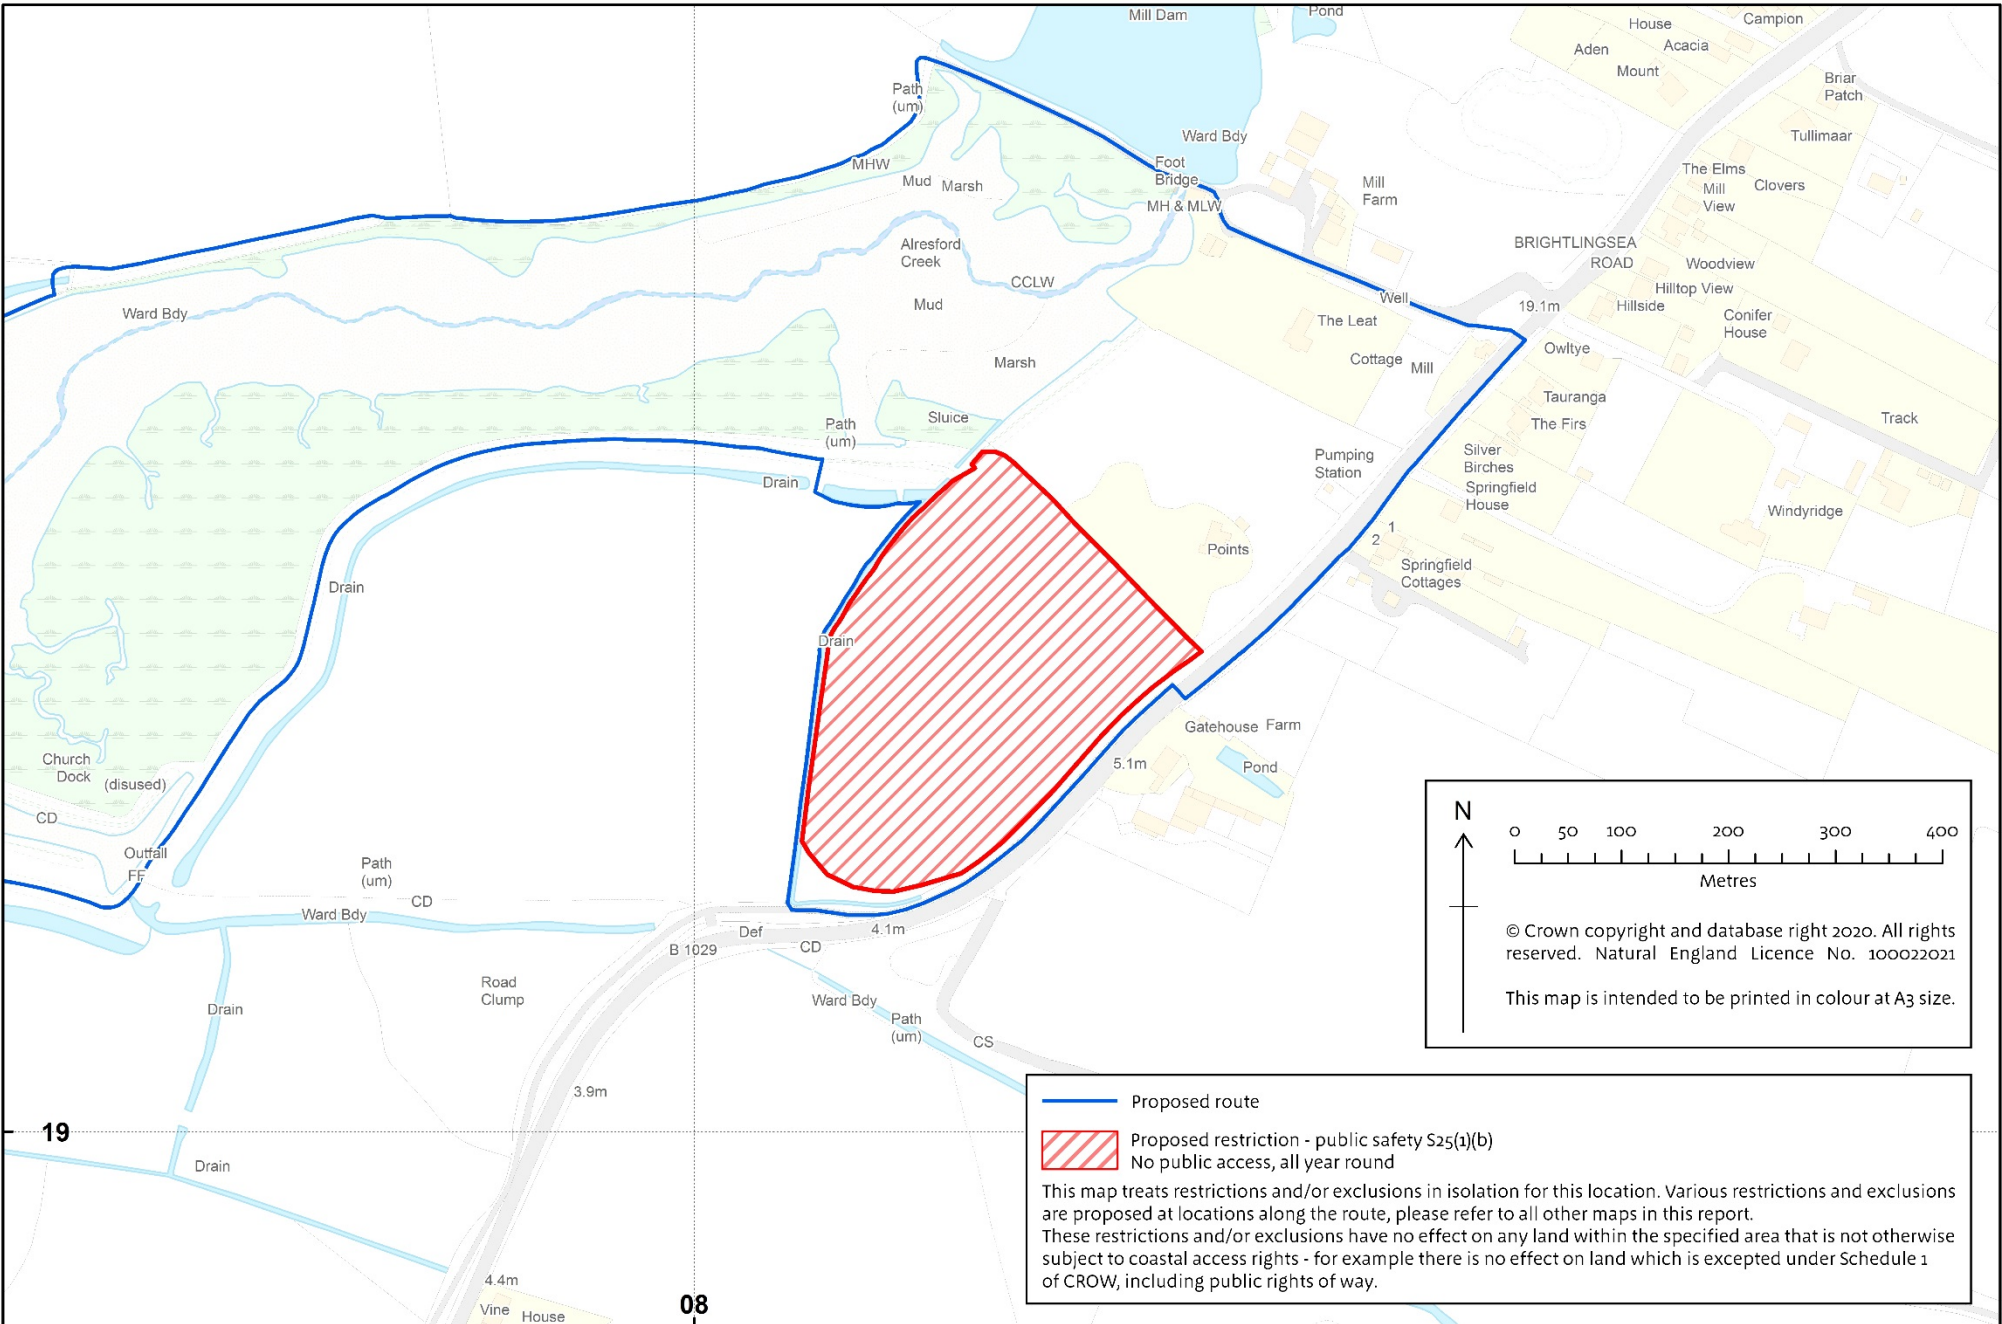 Mill Dam
Pond
House
Campion
Aden
Acacia
Mount
Briar
Patch
Path
(um)
Tullimaar
Ward Bdy
MHW
Foot
Bridge
The Elms
Mill
View
Clovers
Mud
Marsh
Mill
Farm
MH & MLW
Alresford
Creek
BRIGHTLINGSEA
ROAD
Woodview
CCLW
Hilltop View
Well
Hillside
Mud
19.1m
Ward Bdy
The Leat
Conifer
House
Owltye
Marsh
Cottage
Mill
Tauranga
Sluice
Path
(um)
The Firs
Track
Silver
Birches
Pumping
Station
Drain
Springfield
House
Windyridge
1
2
Points
Springfield
Cottages
Drain
Drain
Gatehouse Farm
Church
Dock
(disused)
5.1m
Pond
CD
Outfall
FF
Path
(um)
CD
Ward Bdy
Def
4.1m
B 1029
CD
Road
Clump
Ward Bdy
Drain
Path
(um)
CS
3.9m
19
Drain
4.4m
08
Vine
House
N
0 50 100 200 300 400
Metres
© Crown copyright and database right 2020. All rights
reserved. Natural England Licence No. 100022021
This map is intended to be printed in colour at A3 size.
Proposed route
Proposed restriction - public safety S25(1)(b)
No public access, all year round
This map treats restrictions and/or exclusions in isolation for this location. Various restrictions and exclusions
are proposed at locations along the route, please refer to all other maps in this report.
These restrictions and/or exclusions have no effect on any land within the specified area that is not otherwise
subject to coastal access rights - for example there is no effect on land which is excepted under Schedule 1
of CROW, including public rights of way.